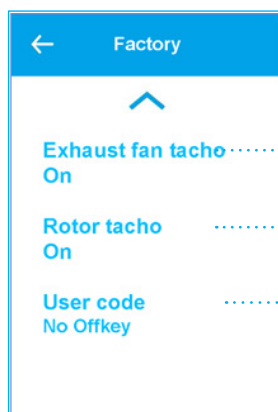 Factory
Exhaust fan tacho
On
Rotor tacho
On
User code
No Offkey